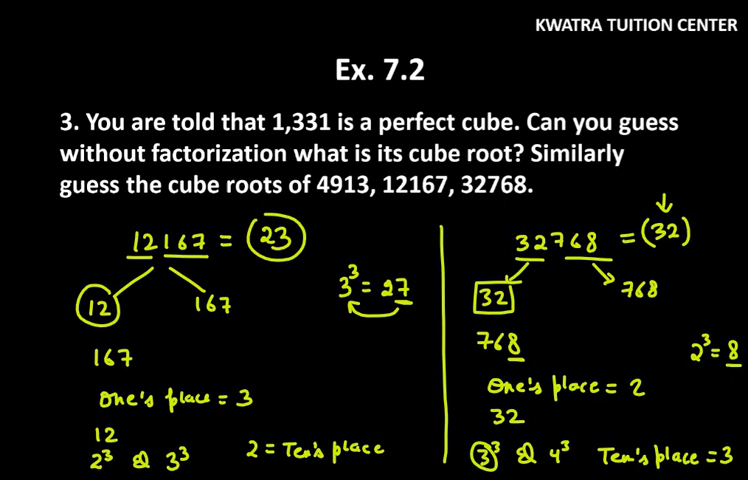 KWATRA TUITION CENTER
Ex. 7.2
3. You are told that 1,331 is a perfect cube. Can you guess
without factorization what is its cube root? Similarly
guess the cube roots of 4913, 12167, 32768.
12167 = 23
12 167
3³ = 27
167
One's place = 3
12
2³ & 3³ 2 = Ten's place
32768 = (32)
32 768
768
2³ = 8
One's place = 2
32
3³ & 4³ Ten's place = 3